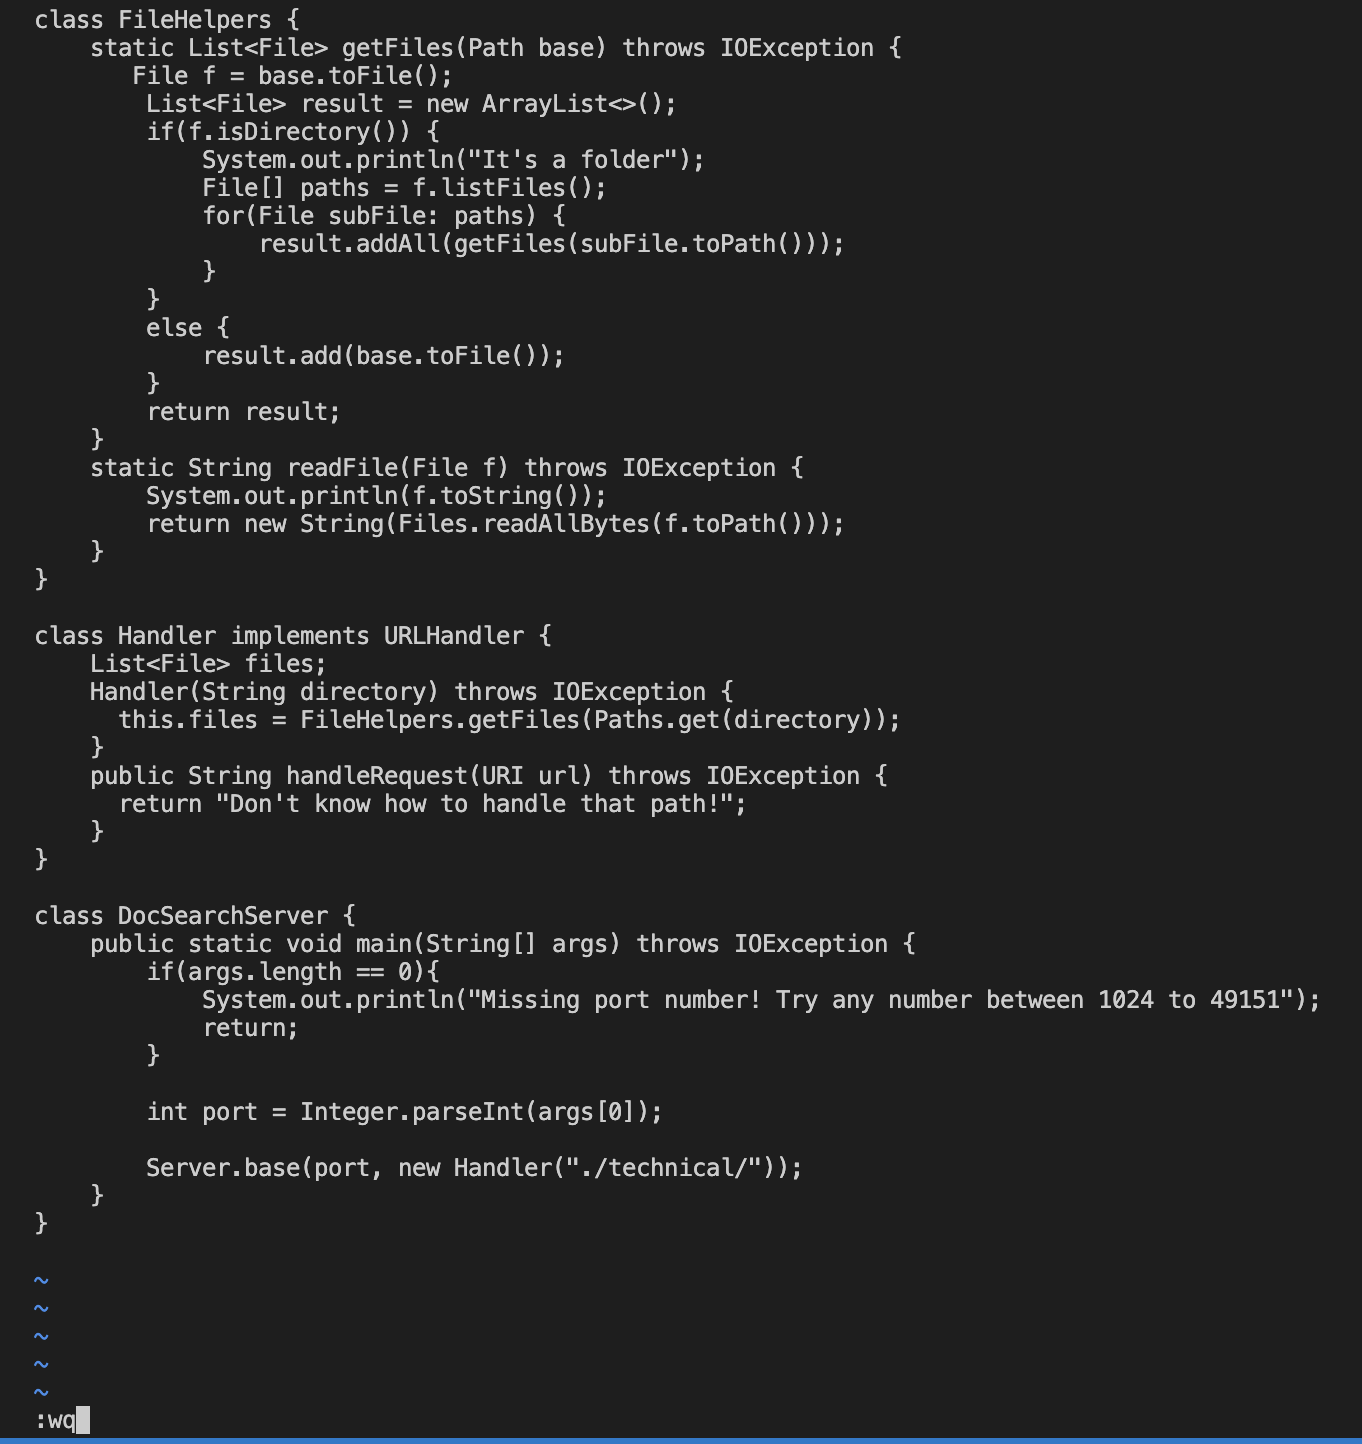 class FileHelpers {
    static List<File> getFiles(Path base) throws IOException {
       File f = base.toFile();
        List<File> result = new ArrayList<>();
        if(f.isDirectory()) {
            System.out.println("It's a folder");
            File[] paths = f.listFiles();
            for(File subFile: paths) {
                result.addAll(getFiles(subFile.toPath()));
            }
        }
        else {
            result.add(base.toFile());
        }
        return result;
    }
    static String readFile(File f) throws IOException {
        System.out.println(f.toString());
        return new String(Files.readAllBytes(f.toPath()));
    }
}

class Handler implements URLHandler {
    List<File> files;
    Handler(String directory) throws IOException {
      this.files = FileHelpers.getFiles(Paths.get(directory));
    }
    public String handleRequest(URI url) throws IOException {
      return "Don't know how to handle that path!";
    }
}

class DocSearchServer {
    public static void main(String[] args) throws IOException {
        if(args.length == 0){
            System.out.println("Missing port number! Try any number between 1024 to 49151");
            return;
        }

        int port = Integer.parseInt(args[0]);

        Server.base(port, new Handler("./technical/"));
    }
}

~
~
~
~
~
:wq